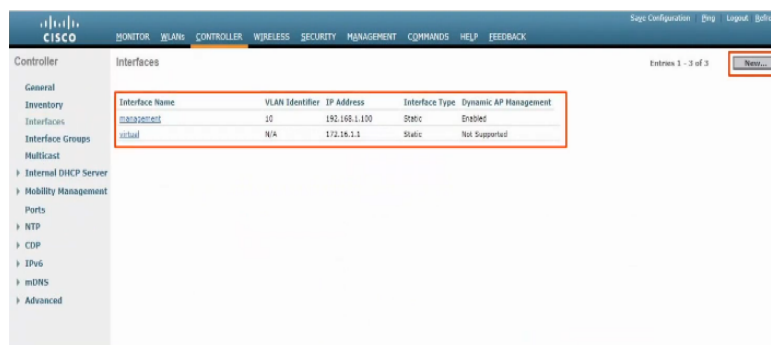 Save Configuration Ping Logout Refre
CISCO MONITOR WLANs CONTROLLER WIRELESS SECURITY MANAGEMENT COMMANDS HELP FEEDBACK
Controller Interfaces Entries 1 - 3 of 3 New...
General
Inventory
Interfaces
Interface Groups
Multicast
Internal DHCP Server
Mobility Management
Ports
NTP
CDP
IPv6
mDNS
Advanced
Interface Name VLAN Identifier IP Address Interface Type Dynamic AP Management
management 10 192.168.1.100 Static Enabled
virtual N/A 172.16.1.1 Static Not Supported